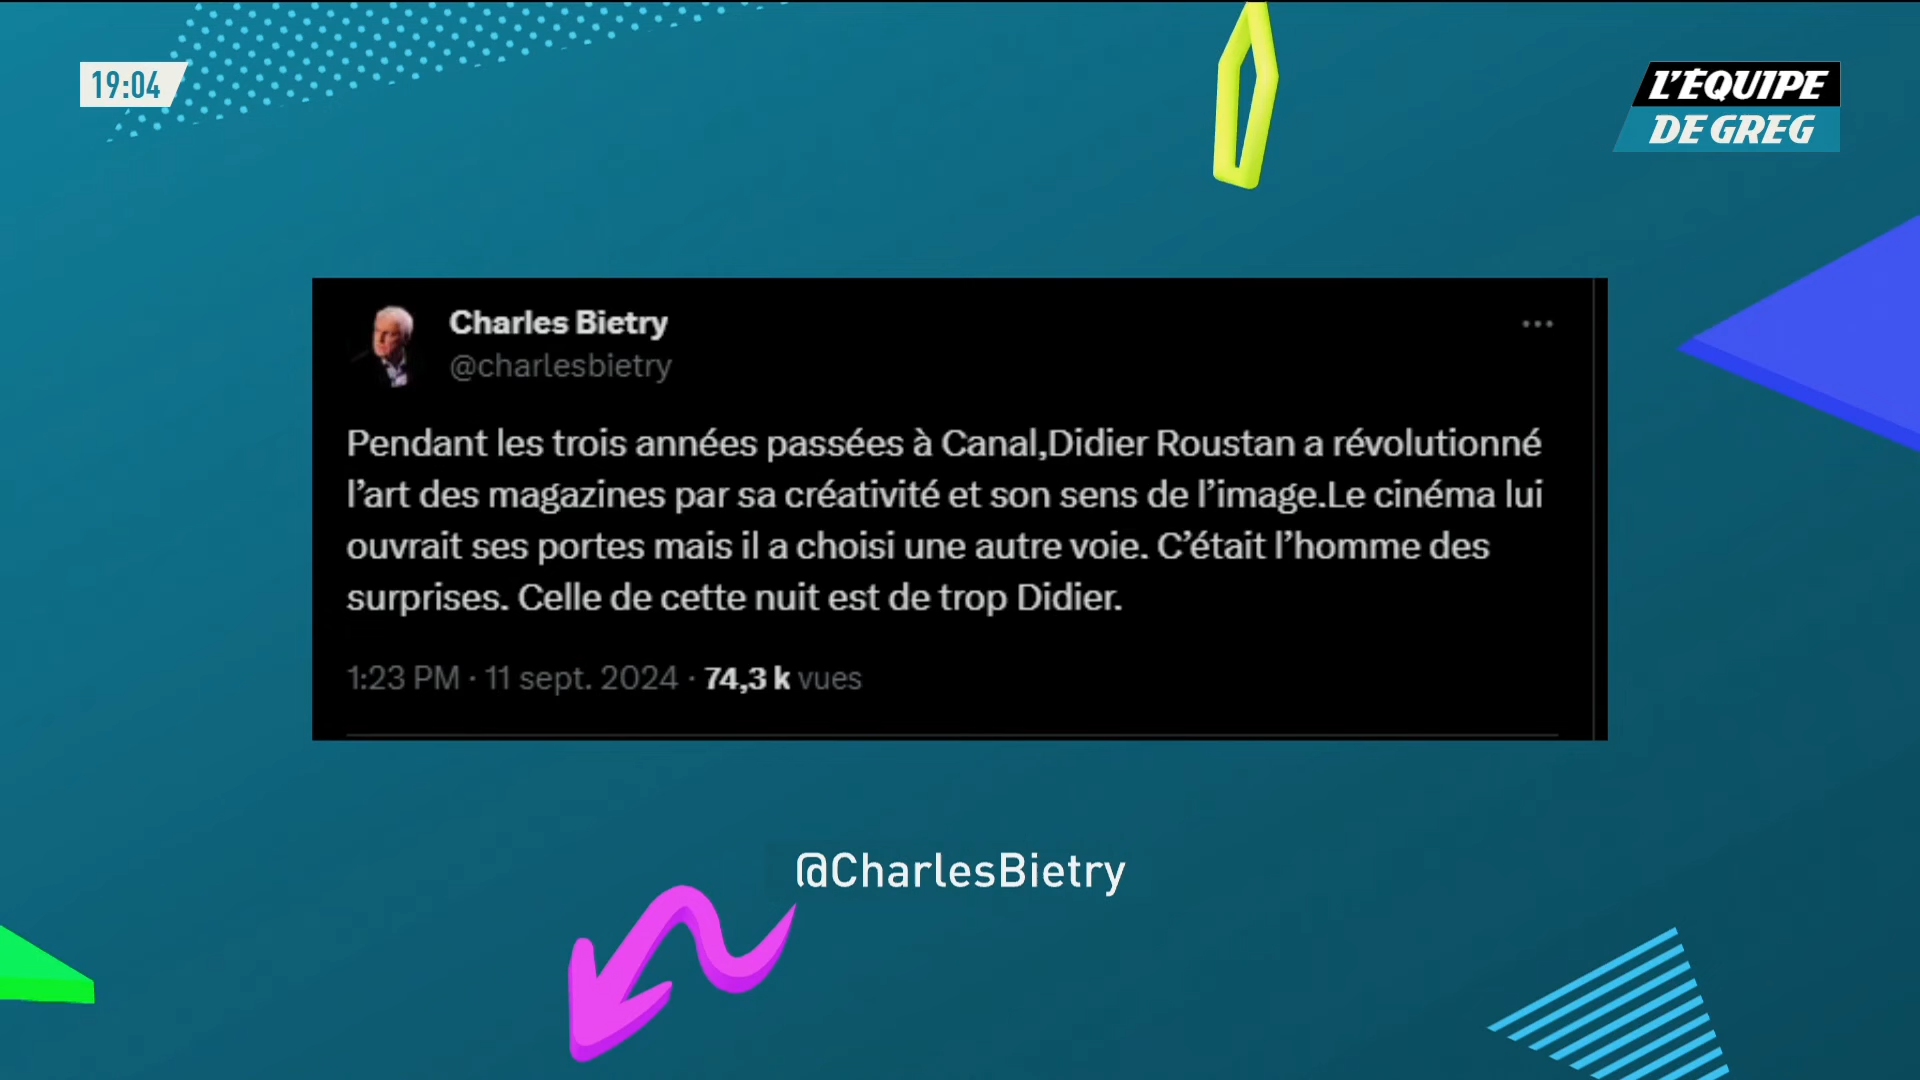 19:04
L'ÉQUIPE
DE GREG
Charles Bietry
@charlesbietry
Pendant les trois années passées à Canal,Didier Roustan a révolutionné
l’art des magazines par sa créativité et son sens de l’image.Le cinéma lui
ouvrait ses portes mais il a choisi une autre voie. C’était l’homme des
surprises. Celle de cette nuit est de trop Didier.
1:23 PM · 11 sept. 2024 · 74,3 k vues
@CharlesBietry